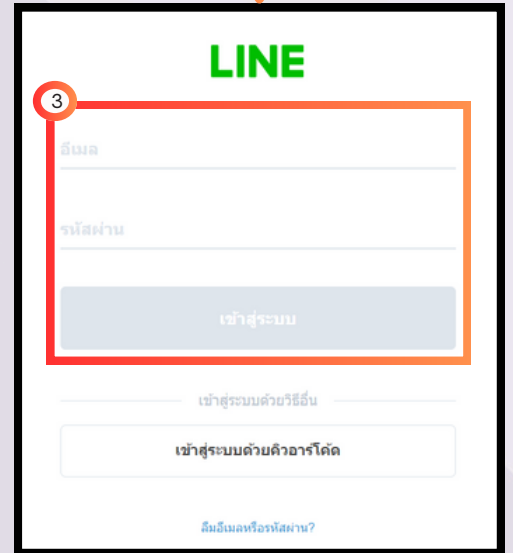 LINE
3
อีเมล
รหัสผ่าน
เข้าสู่ระบบ
เข้าสู่ระบบด้วยวิธีอื่น
เข้าสู่ระบบด้วยคิวอาร์โค้ด
ลืมอีเมลหรือรหัสผ่าน?